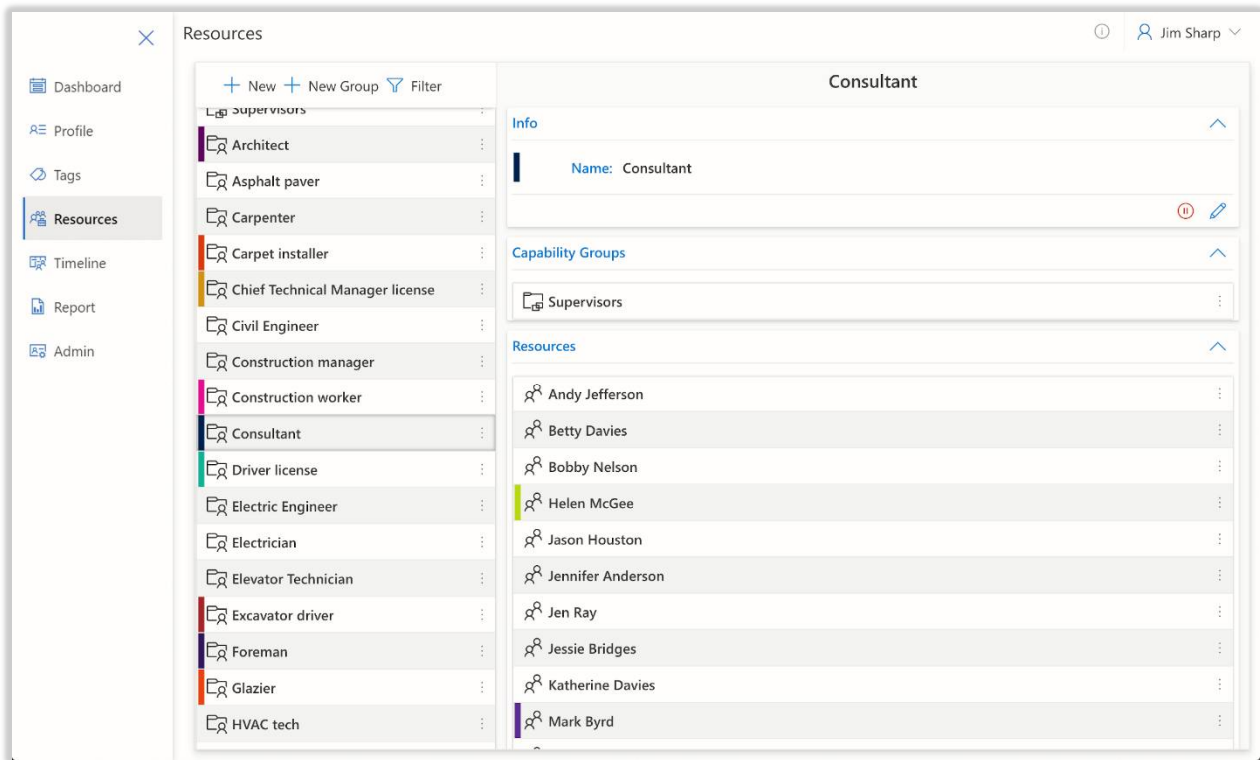 Resources
Jim Sharp
Dashboard
Profile
Tags
Resources
Timeline
Report
Admin
New
New Group
Filter
Supervisors
Architect
Asphalt paver
Carpenter
Carpet installer
Chief Technical Manager license
Civil Engineer
Construction manager
Construction worker
Consultant
Driver license
Electric Engineer
Electrician
Elevator Technician
Excavator driver
Foreman
Glazier
HVAC tech
Consultant
Info
Name: Consultant
Capability Groups
Supervisors
Resources
Andy Jefferson
Betty Davies
Bobby Nelson
Helen McGee
Jason Houston
Jennifer Anderson
Jen Ray
Jessie Bridges
Katherine Davies
Mark Byrd